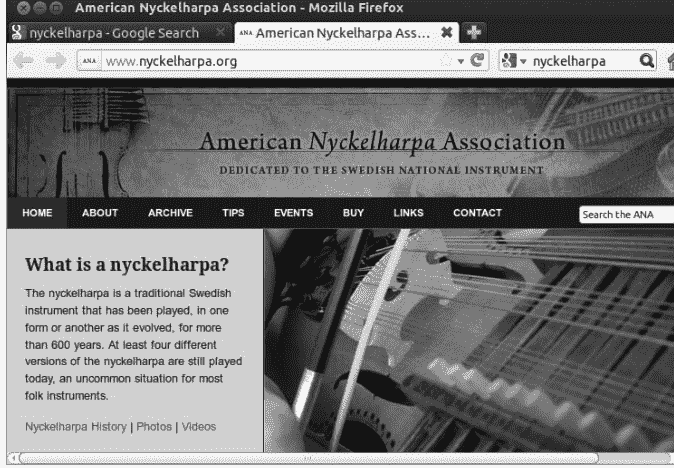 American Nyckelharpa Association - Mozilla Firefox
nyckelharpa - Google Search
ANA American Nyckelharpa Ass...
ANA www.nyckelharpa.org
nyckelharpa
American Nyckelharpa Association
DEDICATED TO THE SWEDISH NATIONAL INSTRUMENT
HOME ABOUT ARCHIVE TIPS EVENTS BUY LINKS CONTACT
Search the ANA
What is a nyckelharpa?
The nyckelharpa is a traditional Swedish
instrument that has been played, in one
form or another as it evolved, for more
than 600 years. At least four different
versions of the nyckelharpa are still played
today, an uncommon situation for most
folk instruments.
Nyckelharpa History | Photos | Videos